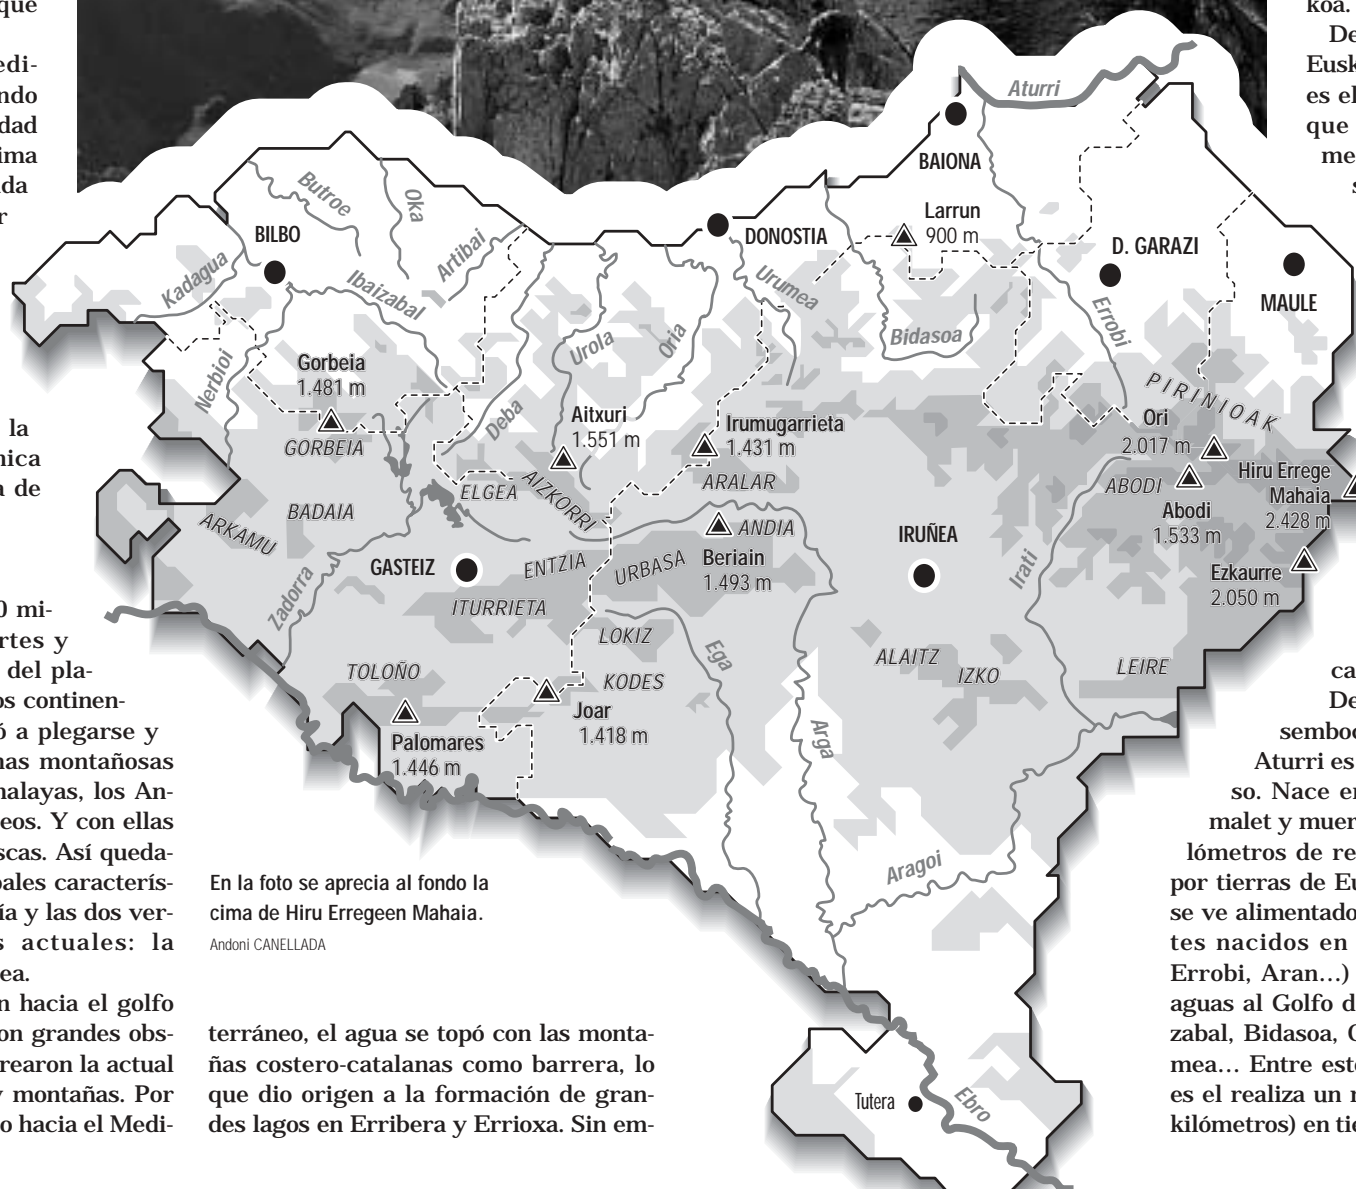 que
edi-
ndo
dad
ima
da
r
la
nica
a de
0 mi-
rtes y
del pla-
os continen-
ó a plegarse y
nas montañosas
nalayas, los An-
eos. Y con ellas
scas. Así queda-
pales caracterís-
ía y las dos ver-
s actuales: la
ea.
n hacia el golfo
on grandes obs-
rearon la actual
y montañas. Por
o hacia el Medi-
En la foto se aprecia al fondo la
cima de Hiru Erregeen Mahaia.
Andoni CANELLADA
terráneo, el agua se topó con las monta-
ñas costero-catalanas como barrera, lo
que dio origen a la formación de gran-
des lagos en Erribera y Errioxa. Sin em-
koa.
De
Eusk
es el
que
me
s
ca
De
semboc
Aturri es
so. Nace en
malet y muer
lómetros de re
por tierras de Eu
se ve alimentado
tes nacidos en
Errobi, Aran...)
aguas al Golfo d
zabal, Bidasoa, O
mea... Entre este
es el realiza un r
kilómetros) en tie
Aturri
BAIONA
Butroe
Oka
Artibai
BILBO
Kadagua
Ibaizabal
DONOSTIA
Larrun
900 m
D. GARAZI
MAULE
Urumea
Bidasoa
Errobi
Nerbioi
Gorbeia
1.481 m
GORBEIA
Deba
Urola
Oria
Aitxuri
1.551 m
Irumugarrieta
1.431 m
ARALAR
PIRINIOAK
Ori
2.017 m
Hiru Errege
Mahaia
2.428 m
ABODI
Abodi
1.533 m
Ezkaurre
2.050 m
ELGEA
AIZKORRI
BADAIA
ARKAMU
GASTEIZ
ENTZIA
URBASA
ANDIA
Beriain
1.493 m
IRUÑEA
Irati
Zadorra
ITURRIETA
LOKIZ
Ega
TOLOÑO
KODES
ALAITZ
IZKO
LEIRE
Palomares
1.446 m
Joar
1.418 m
Arga
Aragoi
Tutera
Ebro